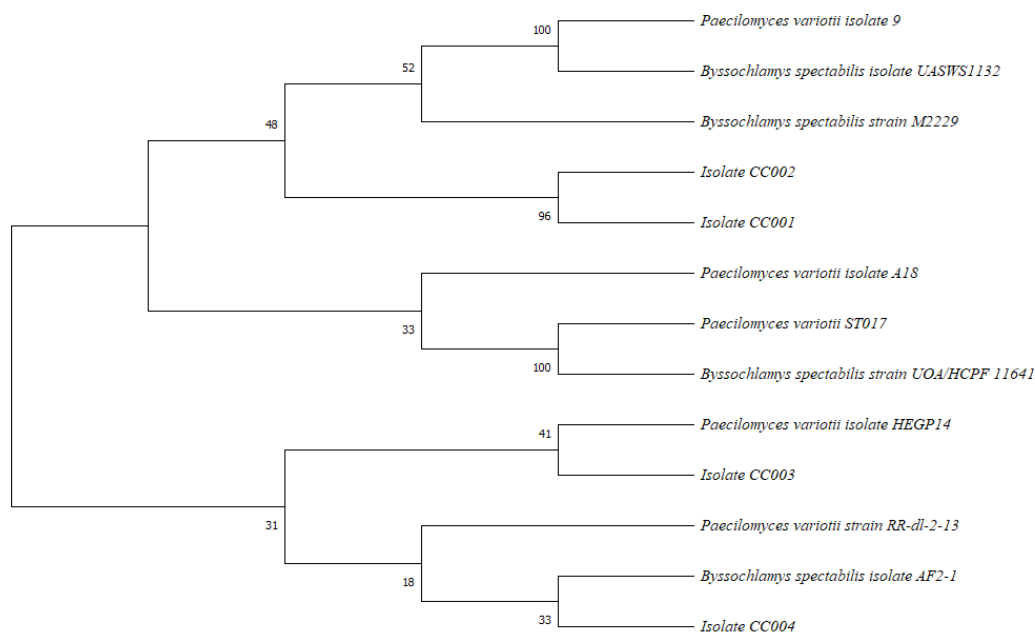 Paecilomyces variotii isolate 9
100
Byssochlamys spectabilis isolate UASWS1132
52
Byssochlamys spectabilis strain M2229
48
Isolate CC002
96
Isolate CC001
Paecilomyces variotii isolate A18
33
Paecilomyces variotii ST017
100
Byssochlamys spectabilis strain UOA/HCPF 11641
Paecilomyces variotii isolate HEGP14
41
Isolate CC003
31
Paecilomyces variotii strain RR-dl-2-13
18
Byssochlamys spectabilis isolate AF2-1
33
Isolate CC004